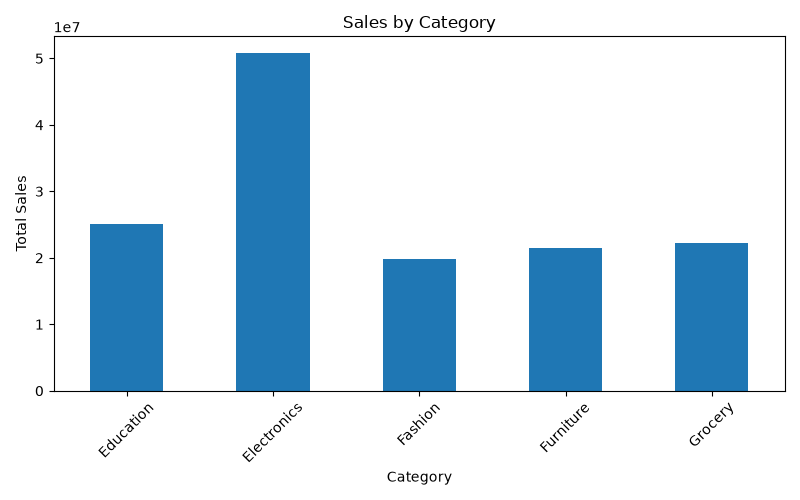 Sales by Category
1e7
5
4
3
2
1
0
Total Sales
Education
Electronics
Fashion
Furniture
Grocery
Category